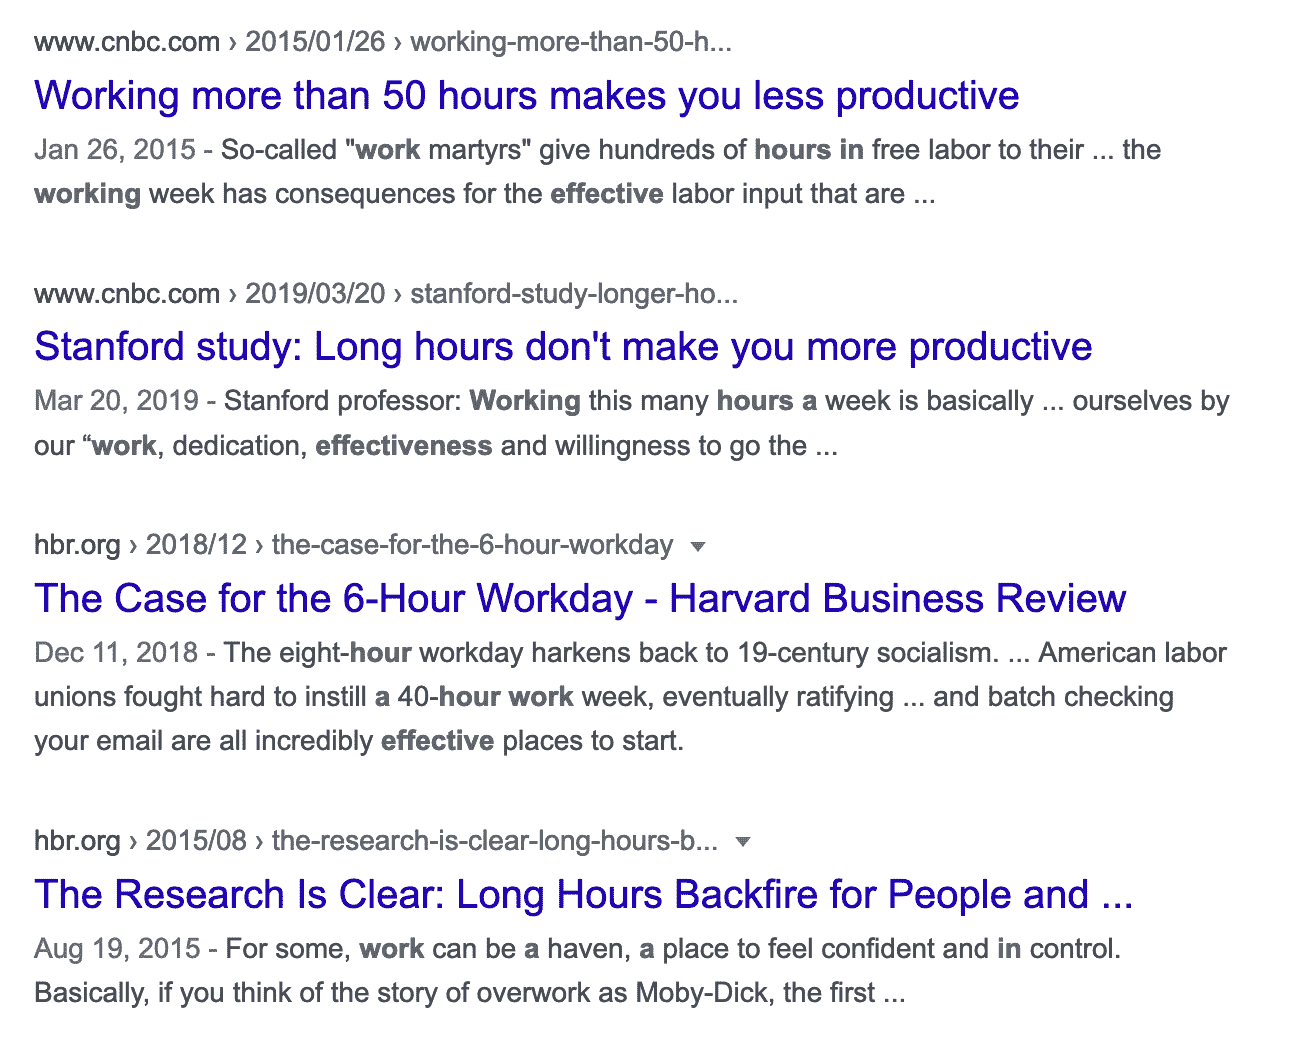 www.cnbc.com › 2015/01/26 › working-more-than-50-h...
Working more than 50 hours makes you less productive
Jan 26, 2015 - So-called "work martyrs" give hundreds of hours in free labor to their ... the
working week has consequences for the effective labor input that are ...
www.cnbc.com › 2019/03/20 › stanford-study-longer-ho...
Stanford study: Long hours don't make you more productive
Mar 20, 2019 - Stanford professor: Working this many hours a week is basically ... ourselves by
our “work, dedication, effectiveness and willingness to go the ...
hbr.org › 2018/12 › the-case-for-the-6-hour-workday
The Case for the 6-Hour Workday - Harvard Business Review
Dec 11, 2018 - The eight-hour workday harkens back to 19-century socialism. ... American labor
unions fought hard to instill a 40-hour work week, eventually ratifying ... and batch checking
your email are all incredibly effective places to start.
hbr.org › 2015/08 › the-research-is-clear-long-hours-b...
The Research Is Clear: Long Hours Backfire for People and ...
Aug 19, 2015 - For some, work can be a haven, a place to feel confident and in control.
Basically, if you think of the story of overwork as Moby-Dick, the first ...